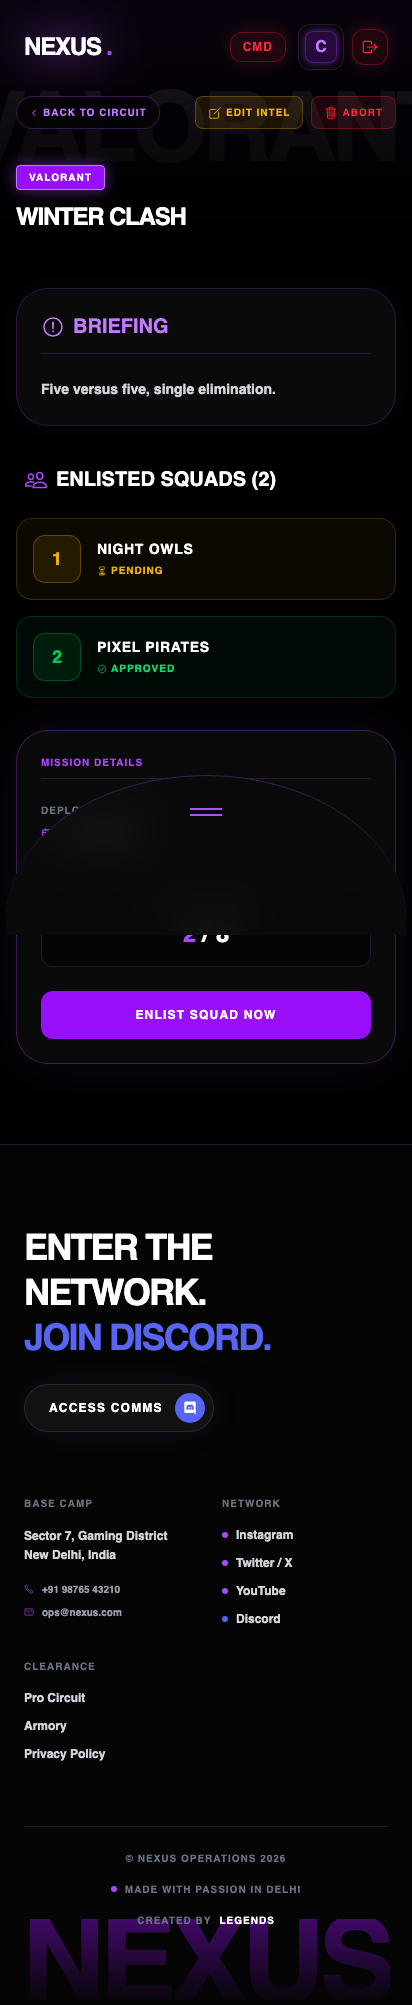 NEXUS.
CMD
C
VALORANT
BACK TO CIRCUIT
EDIT INTEL
ABORT
VALORANT
WINTER CLASH
BRIEFING
Five versus five, single elimination.
ENLISTED SQUADS (2)
1
NIGHT OWLS
PENDING
2
PIXEL PIRATES
APPROVED
MISSION DETAILS
2 / 8
ENLIST SQUAD NOW
ENTER THE
NETWORK.
JOIN DISCORD.
ACCESS COMMS
BASE CAMP
Sector 7, Gaming District
New Delhi, India
+91 98765 43210
ops@nexus.com
NETWORK
Instagram
Twitter / X
YouTube
Discord
CLEARANCE
Pro Circuit
Armory
Privacy Policy
© NEXUS OPERATIONS 2026
MADE WITH PASSION IN DELHI
CREATED BY LEGENDS
NEXUS